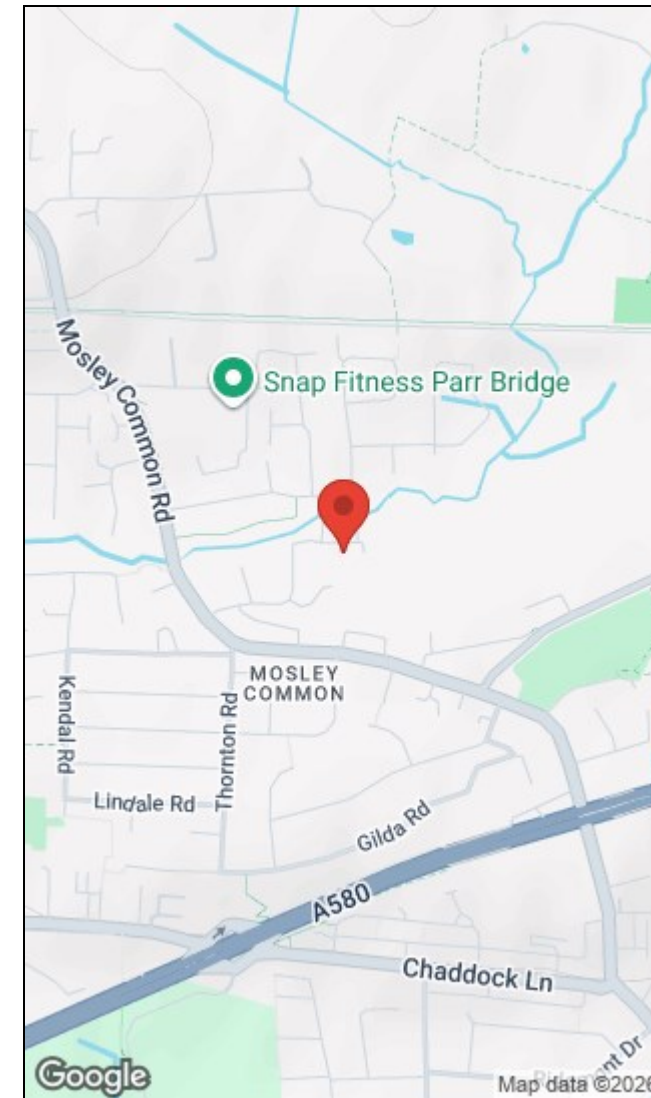 Mosley Common Rd
Snap Fitness Parr Bridge
MOSLEY
COMMON
Kendal Rd
Thornton Rd
Lindale Rd
Gilda Rd
A580
Chaddock Ln
Google
Map data ©2026